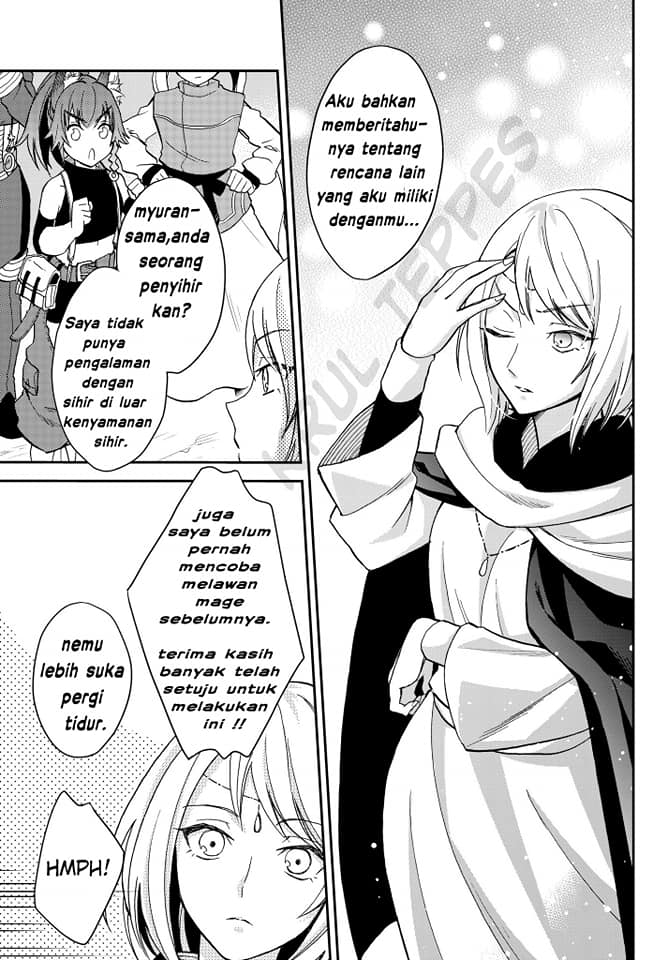 Aku bahkan
memberitahu-
nya tentang
rencana lain
yang aku miliki
denganmu...
myuran-
sama,anda
seorang
penyihir
kan?
Saya tidak
punya
pengalaman
dengan
sihir di luar
kenyamanan
sihir.
juga
saya belum
pernah
mencoba
melawan
mage
sebelumnya.
terima kasih
banyak telah
setuju untuk
melakukan
ini !!
nemu
lebih suka
pergi
tidur.
HMPH!
KRUL TEPPES